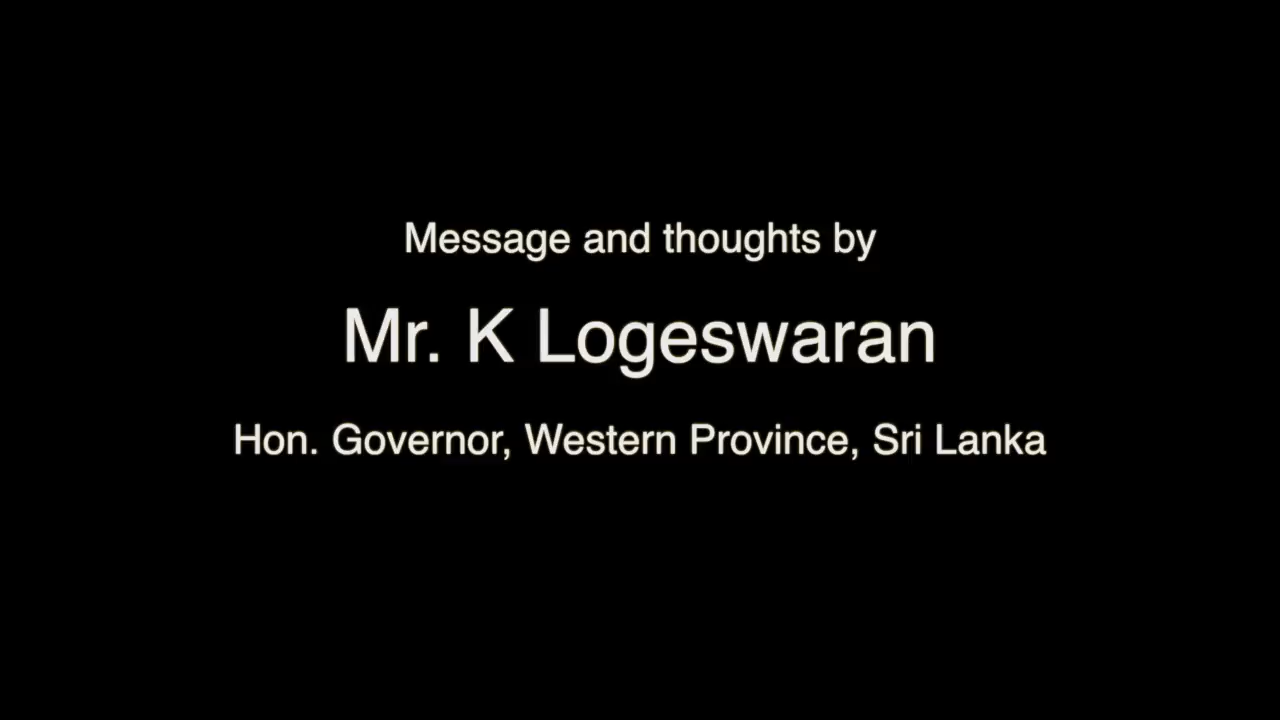 Message and thoughts by
Mr. K Logeswaran
Hon. Governor, Western Province, Sri Lanka